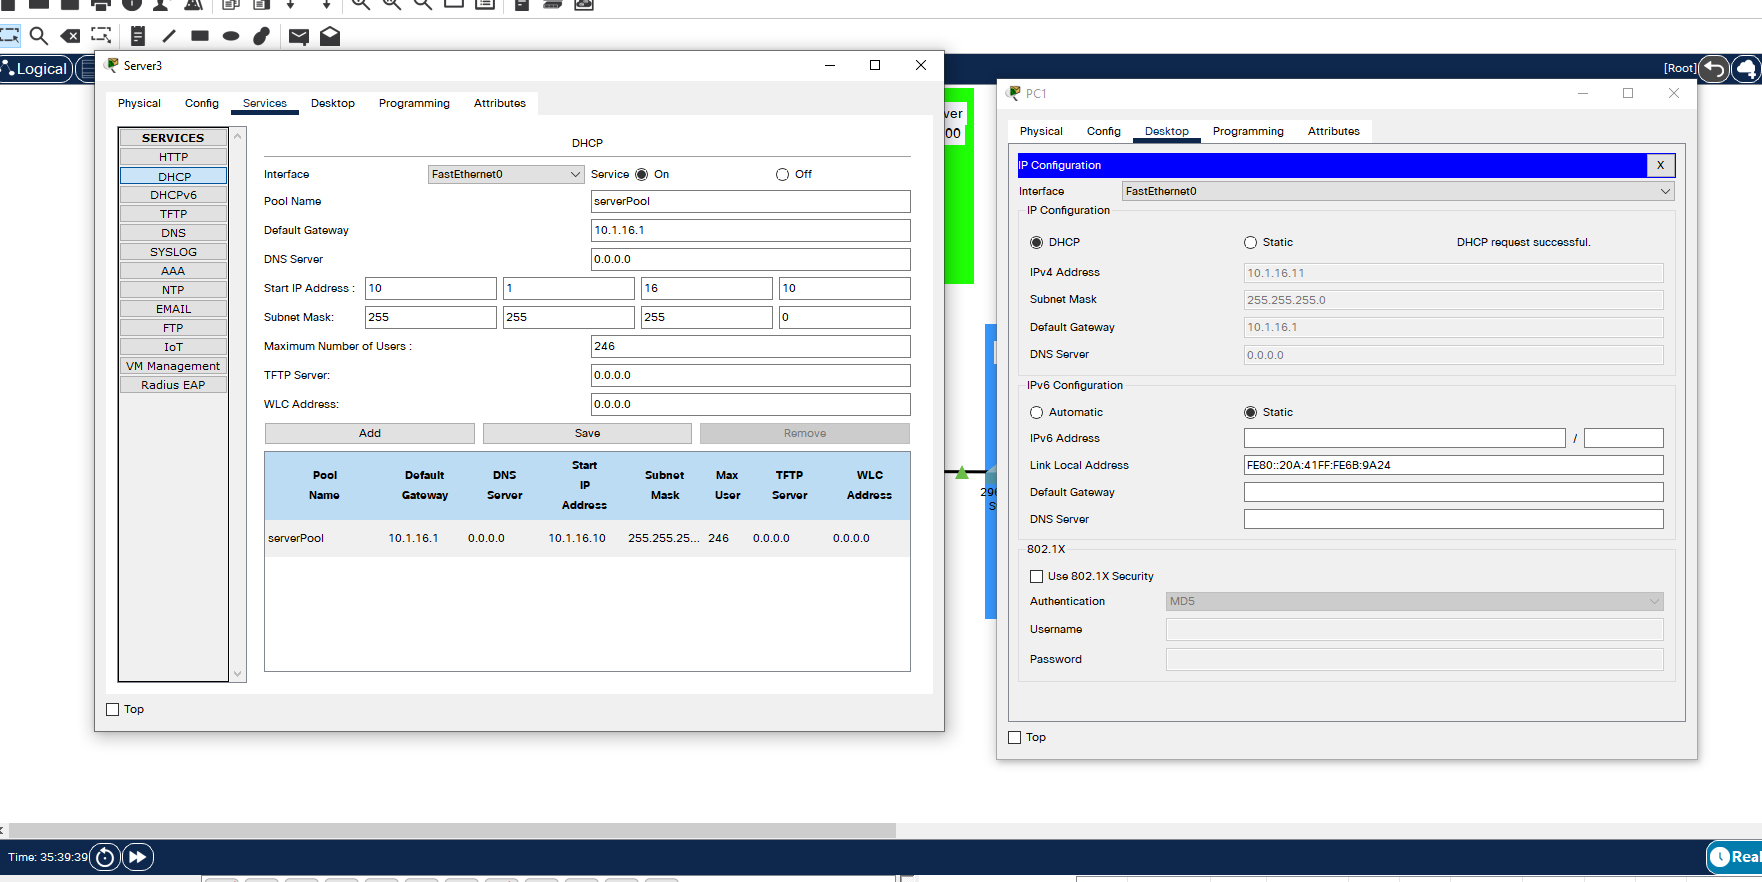 Logical
[Root]
Server3
Physical Config Services Desktop Programming Attributes
SERVICES
HTTP
DHCP
DHCPv6
TFTP
DNS
SYSLOG
AAA
NTP
EMAIL
FTP
IoT
VM Management
Radius EAP
DHCP
Interface FastEthernet0 Service On Off
Pool Name serverPool
Default Gateway 10.1.16.1
DNS Server 0.0.0.0
Start IP Address : 10 1 16 10
Subnet Mask: 255 255 255 0
Maximum Number of Users : 246
TFTP Server: 0.0.0.0
WLC Address: 0.0.0.0
Add Save Remove
Pool Name Default Gateway DNS Server Start IP Address Subnet Mask Max User TFTP Server WLC Address
serverPool 10.1.16.1 0.0.0.0 10.1.16.10 255.255.25... 246 0.0.0.0 0.0.0.0
Top
ver
00
296
S
PC1
Physical Config Desktop Programming Attributes
IP Configuration X
Interface FastEthernet0
IP Configuration
DHCP Static DHCP request successful.
IPv4 Address 10.1.16.11
Subnet Mask 255.255.255.0
Default Gateway 10.1.16.1
DNS Server 0.0.0.0
IPv6 Configuration
Automatic Static
IPv6 Address /
Link Local Address FE80::20A:41FF:FE6B:9A24
Default Gateway
DNS Server
802.1X
Use 802.1X Security
Authentication MD5
Username
Password
Top
Time: 35:39:39
Real